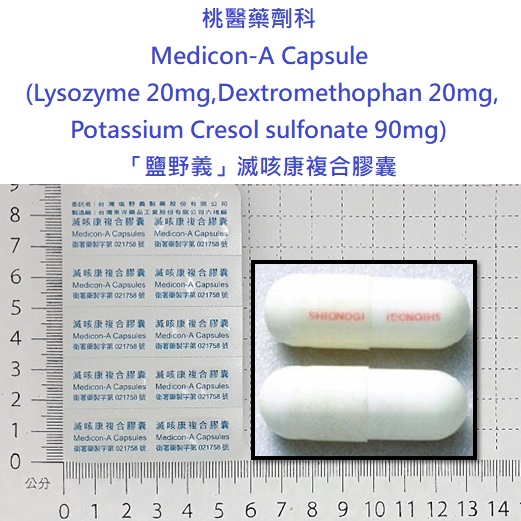 桃醫藥劑科
Medicon-A Capsule
(Lysozyme 20mg,Dextromethophan 20mg,
Potassium Cresol sulfonate 90mg)
「鹽野義」滅咳康複合膠囊
委託者：台灣塩野義製藥股份有限公司
製造廠：台灣東洋藥品工業股份有限公司六堵廠
滅咳康複合膠囊 滅咳康複合膠囊
Medicon-A Capsules Medicon-A Capsules
衛署藥製字第 021758 號 衛署藥製字第 021758 號
滅咳康複合膠囊 滅咳康複合膠囊
Medicon-A Capsules Medicon-A Capsules
衛署藥製字第 021758 號 衛署藥製字第 021758 號
滅咳康複合膠囊 滅咳康複合膠囊
Medicon-A Capsules Medicon-A Capsules
衛署藥製字第 021758 號 衛署藥製字第 021758 號
滅咳康複合膠囊 滅咳康複合膠囊
Medicon-A Capsules Medicon-A Capsules
衛署藥製字第 021758 號 衛署藥製字第 021758 號
滅咳康複合膠囊 滅咳康複合膠囊
Medicon-A Capsules Medicon-A Capsules
衛署藥製字第 021758 號 衛署藥製字第 021758 號
SHIONOGI SHIONOGI
9
8
7
6
5
4
3
2
1
0
公分
0 1 2 3 4 5 6 7 8 9 10 11 12 13 14